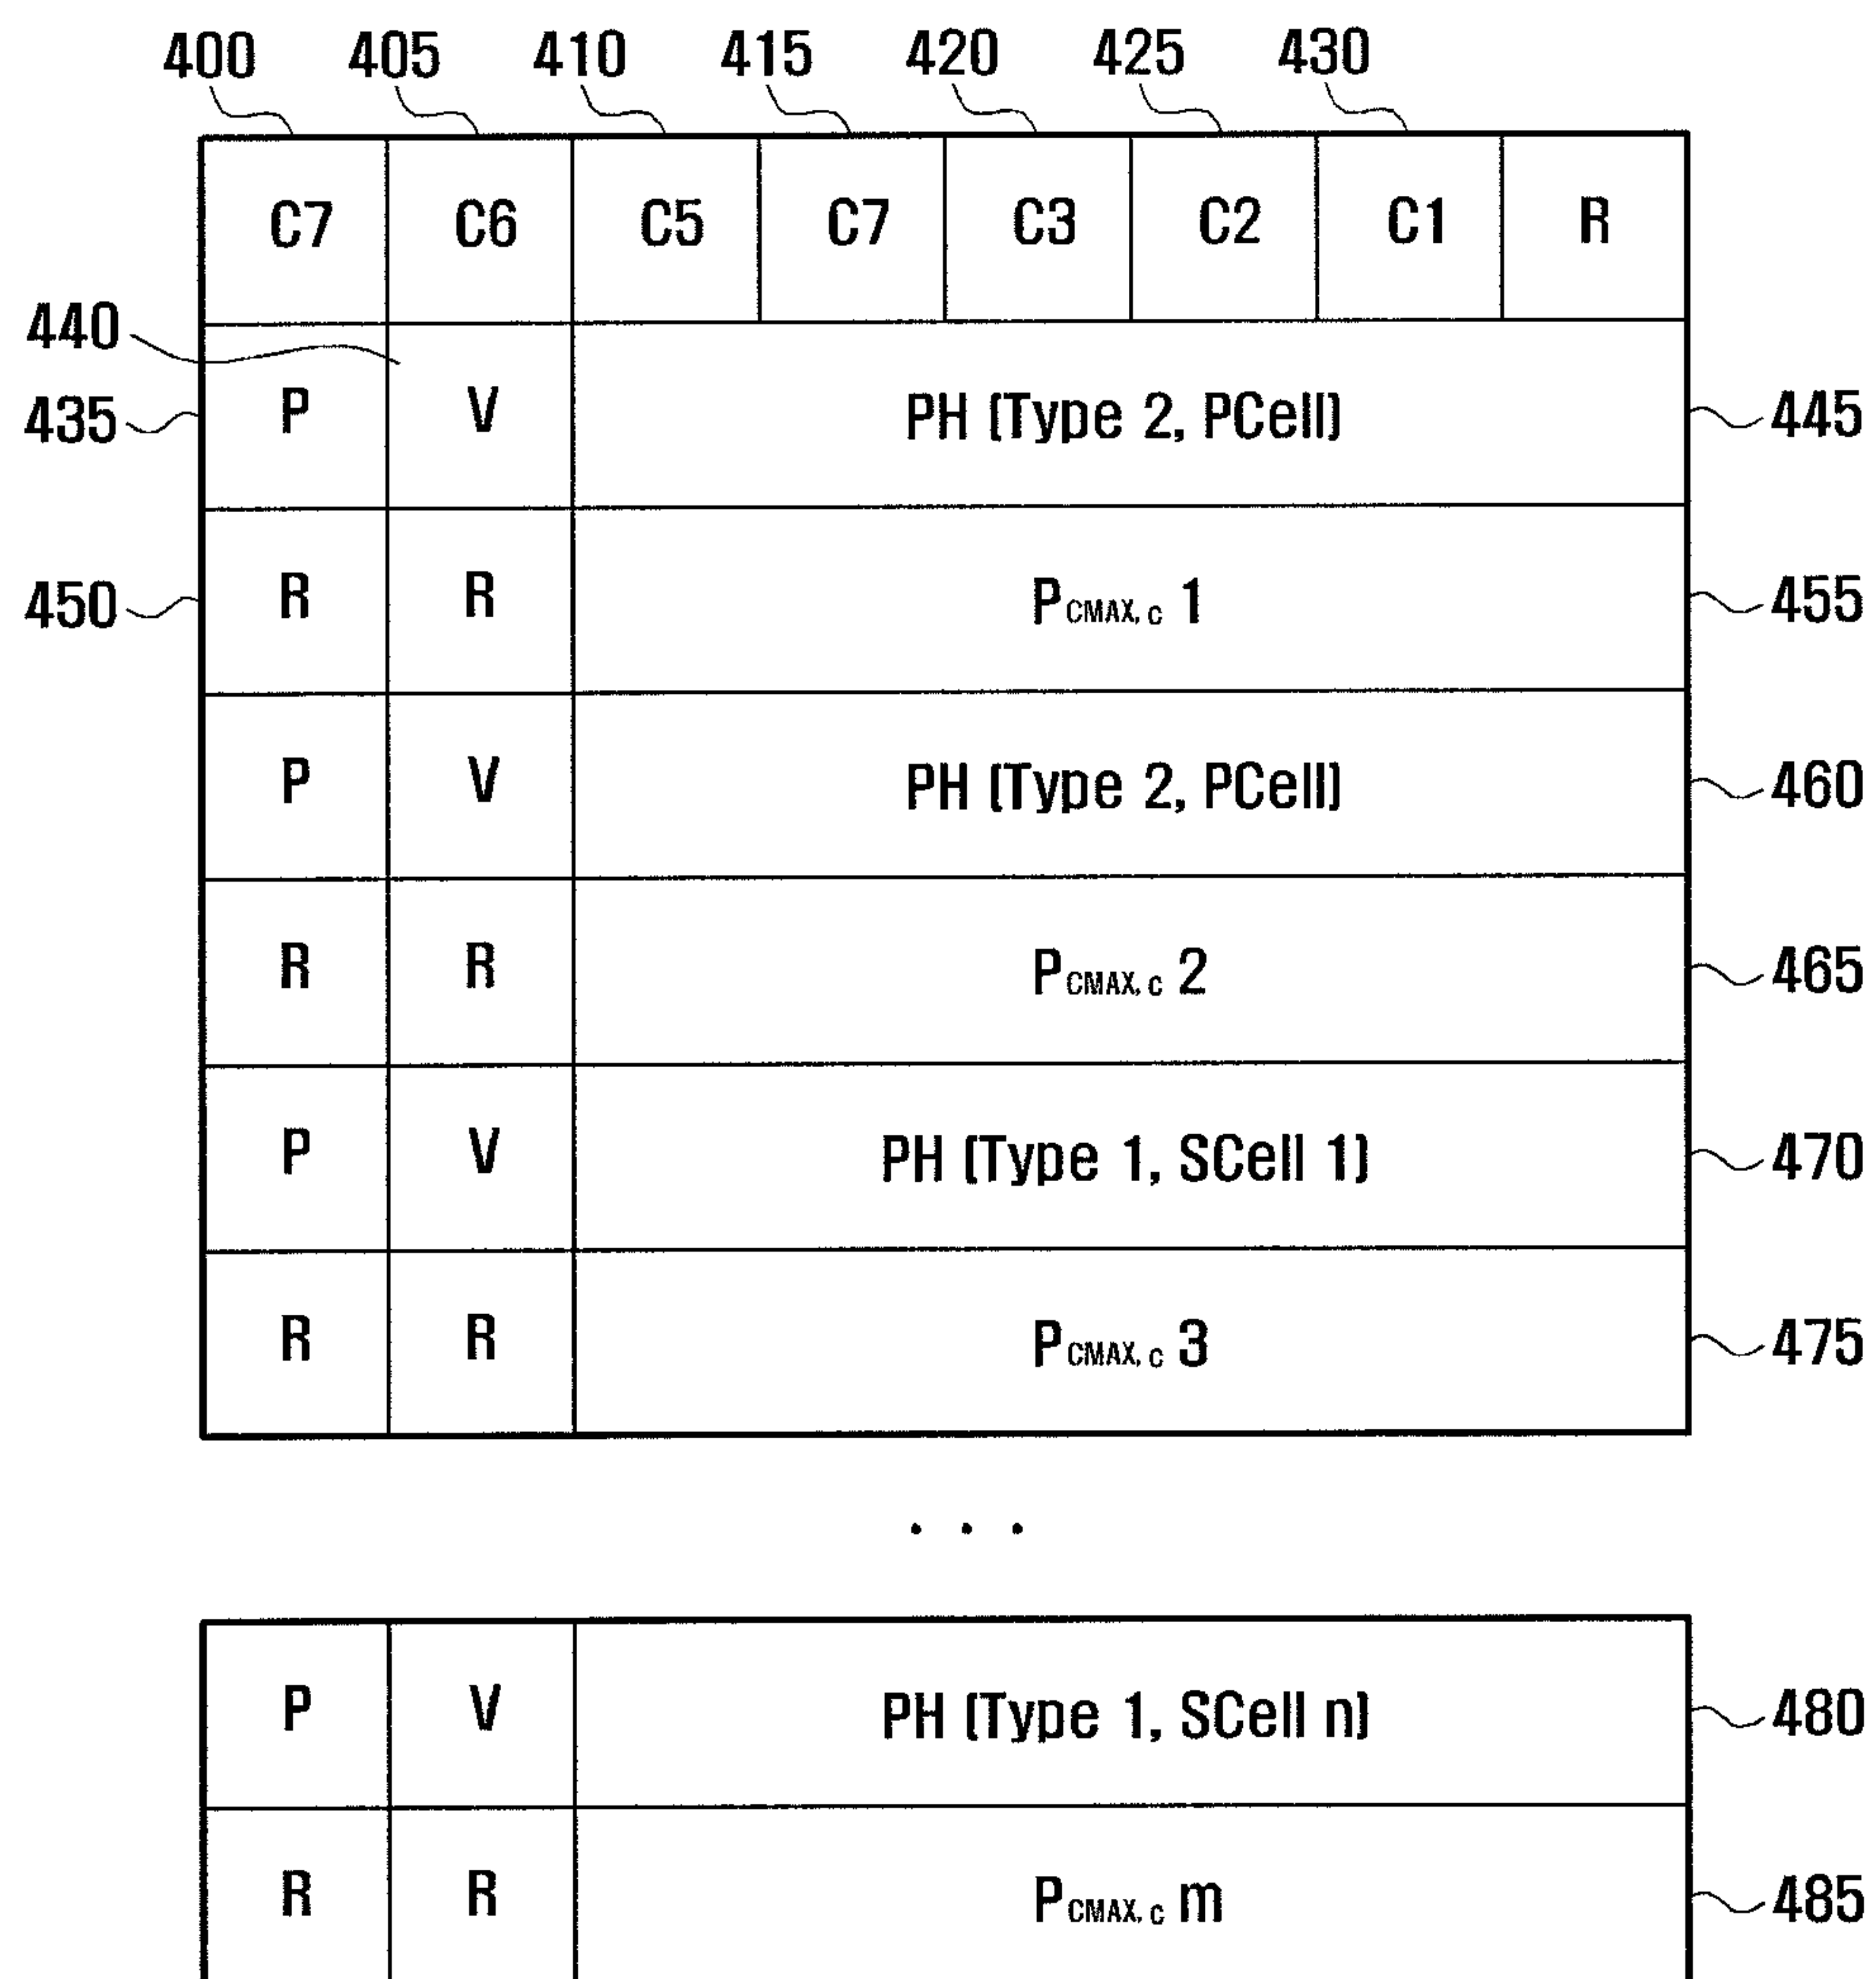 400 405 410 415 420 425 430
C7 C6 C5 C7 C3 C2 C1 R
440
435 P V PH (Type 2, PCell) 445
450 R R PCMAX, c 1 455
P V PH (Type 2, PCell) 460
R R PCMAX, c 2 465
P V PH (Type 1, SCell 1) 470
R R PCMAX, c 3 475
. . .
P V PH (Type 1, SCell n) 480
R R PCMAX, c m 485